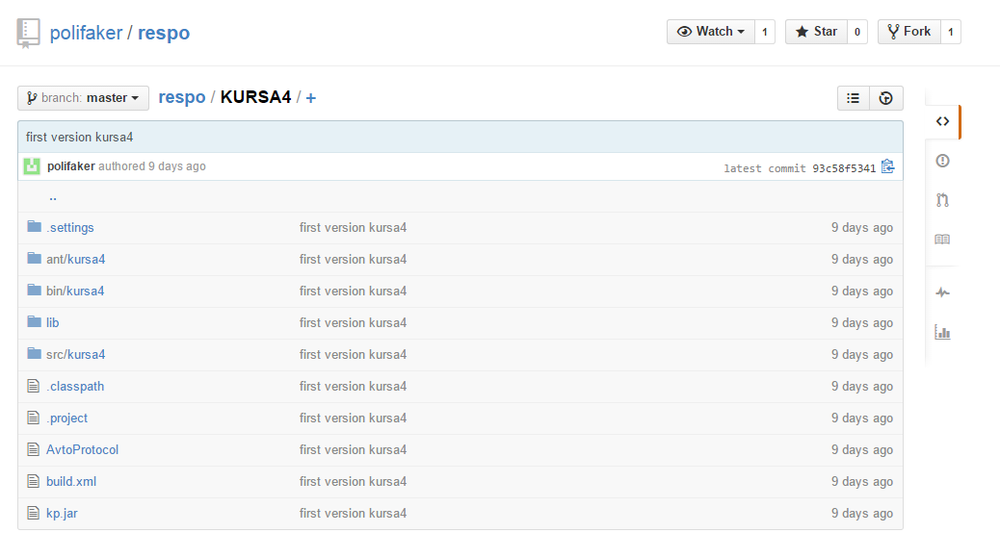 polifaker / respo
Watch 1 Star 0 Fork 1
branch: master respo / KURSA4 / +
first version kursa4
polifaker authored 9 days ago latest commit 93c58f5341
..
.settings first version kursa4 9 days ago
ant/kursa4 first version kursa4 9 days ago
bin/kursa4 first version kursa4 9 days ago
lib first version kursa4 9 days ago
src/kursa4 first version kursa4 9 days ago
.classpath first version kursa4 9 days ago
.project first version kursa4 9 days ago
AvtoProtocol first version kursa4 9 days ago
build.xml first version kursa4 9 days ago
kp.jar first version kursa4 9 days ago